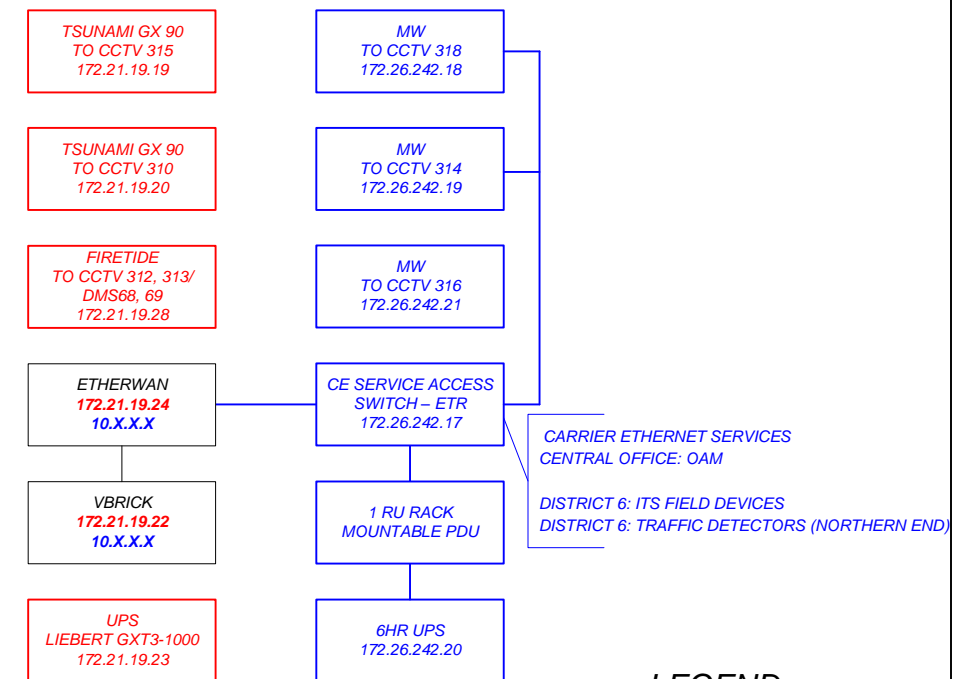 TSUNAMI GX 90
TO CCTV 315
172.21.19.19
MW
TO CCTV 318
172.26.242.18
TSUNAMI GX 90
TO CCTV 310
172.21.19.20
MW
TO CCTV 314
172.26.242.19
FIRETIDE
TO CCTV 312, 313/
DMS68, 69
172.21.19.28
MW
TO CCTV 316
172.26.242.21
ETHERWAN
172.21.19.24
10.X.X.X
CE SERVICE ACCESS
SWITCH – ETR
172.26.242.17
CARRIER ETHERNET SERVICES
CENTRAL OFFICE: OAM
DISTRICT 6: ITS FIELD DEVICES
DISTRICT 6: TRAFFIC DETECTORS (NORTHERN END)
VBRICK
172.21.19.22
10.X.X.X
1 RU RACK
MOUNTABLE PDU
UPS
LIEBERT GXT3-1000
172.21.19.23
6HR UPS
172.26.242.20
LEGEND